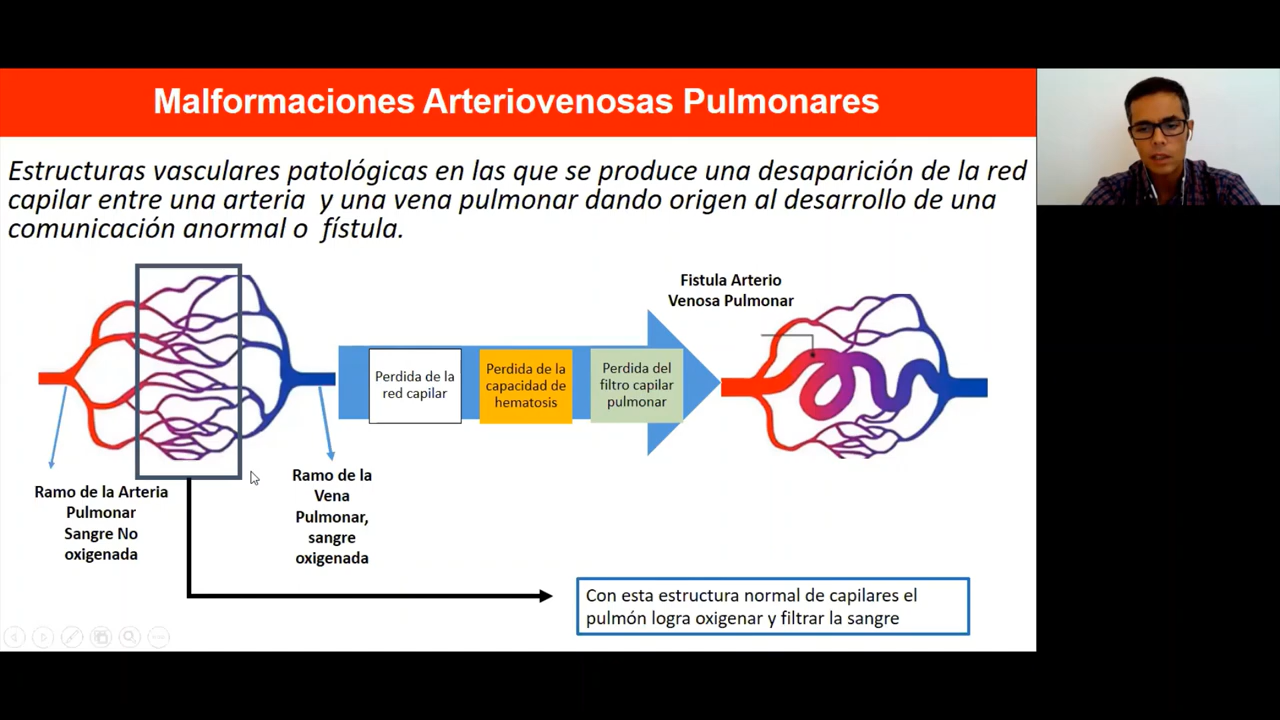 Malformaciones Arteriovenosas Pulmonares
Estructuras vasculares patológicas en las que se produce una desaparición de la red
capilar entre una arteria y una vena pulmonar dando origen al desarrollo de una
comunicación anormal o fístula.
Fistula Arterio
Venosa Pulmonar
Perdida de la
red capilar
Perdida de la
capacidad de
hematosis
Perdida del
filtro capilar
pulmonar
Ramo de la Arteria
Pulmonar
Sangre No
oxigenada
Ramo de la
Vena
Pulmonar,
sangre
oxigenada
Con esta estructura normal de capilares el
pulmón logra oxigenar y filtrar la sangre